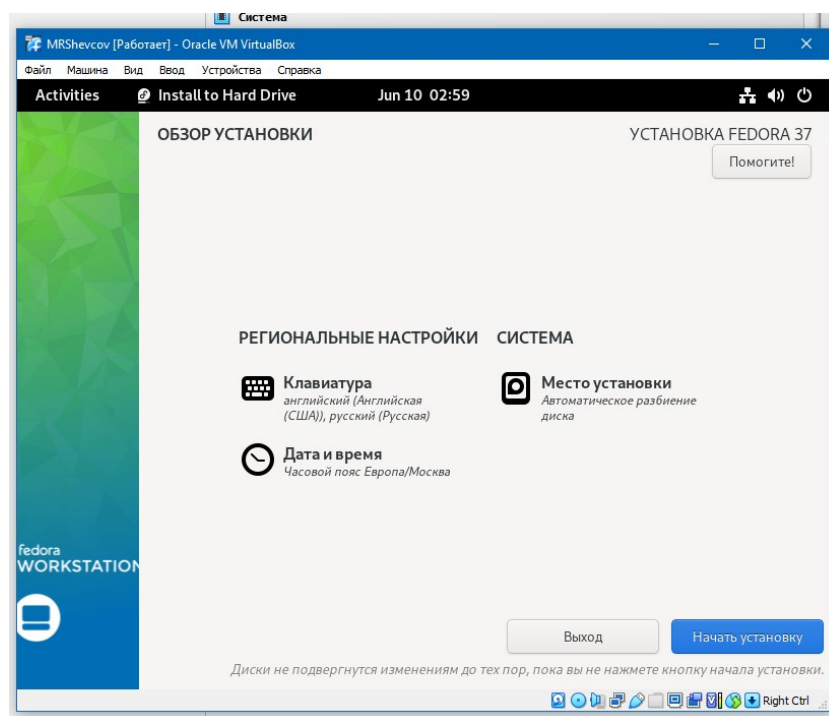 Система
MRShevcov [Работает] - Oracle VM VirtualBox
Файл Машина Вид Ввод Устройства Справка
Activities Install to Hard Drive Jun 10 02:59
ОБЗОР УСТАНОВКИ
УСТАНОВКА FEDORA 37
Помогите!
РЕГИОНАЛЬНЫЕ НАСТРОЙКИ
Клавиатура
английский (Английская
(США)), русский (Русская)
Дата и время
Часовой пояс Европа/Москва
СИСТЕМА
Место установки
Автоматическое разбиение
диска
fedora
WORKSTATION
Выход
Начать установку
Диски не подвергнутся изменениям до тех пор, пока вы не нажмете кнопку начала установки.
Right Ctrl